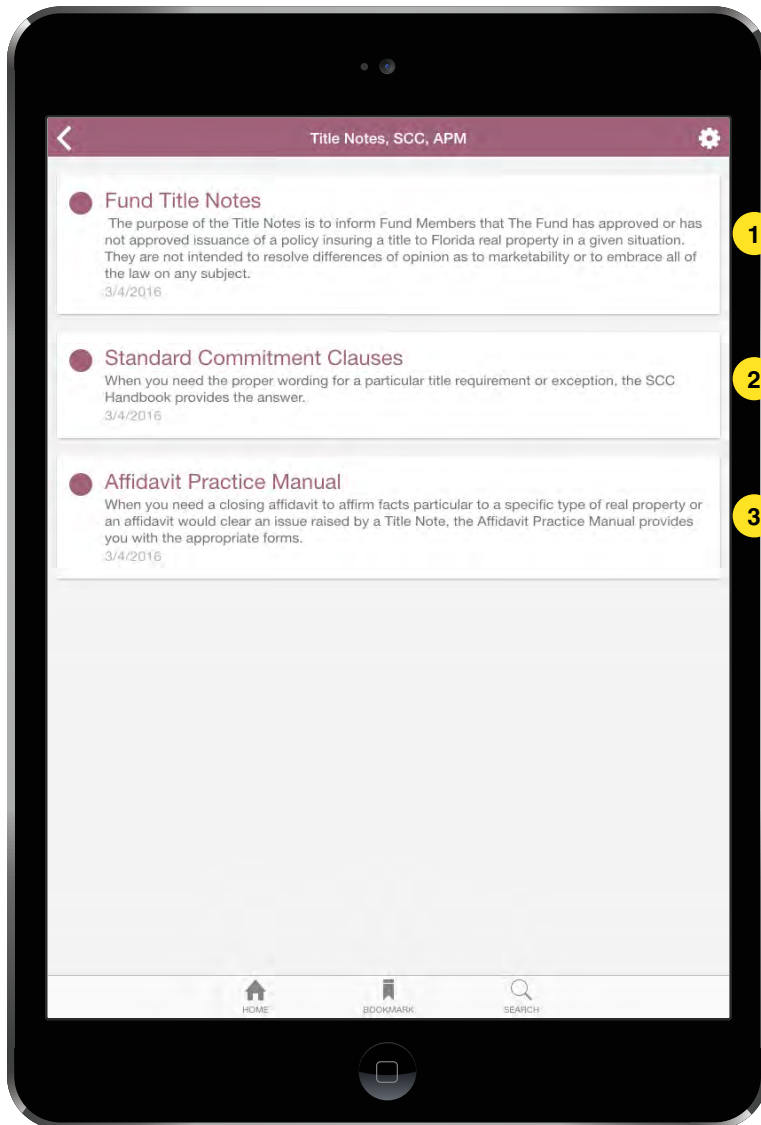 Title Notes, SCC, APM
Fund Title Notes
The purpose of the Title Notes is to inform Fund Members that The Fund has approved or has
not approved issuance of a policy insuring a title to Florida real property in a given situation.
They are not intended to resolve differences of opinion as to marketability or to embrace all of
the law on any subject.
3/4/2016
1
Standard Commitment Clauses
When you need the proper wording for a particular title requirement or exception, the SCC
Handbook provides the answer.
3/4/2016
2
Affidavit Practice Manual
When you need a closing affidavit to affirm facts particular to a specific type of real property or
an affidavit would clear an issue raised by a Title Note, the Affidavit Practice Manual provides
you with the appropriate forms.
3/4/2016
3
HOME
BOOKMARK
SEARCH